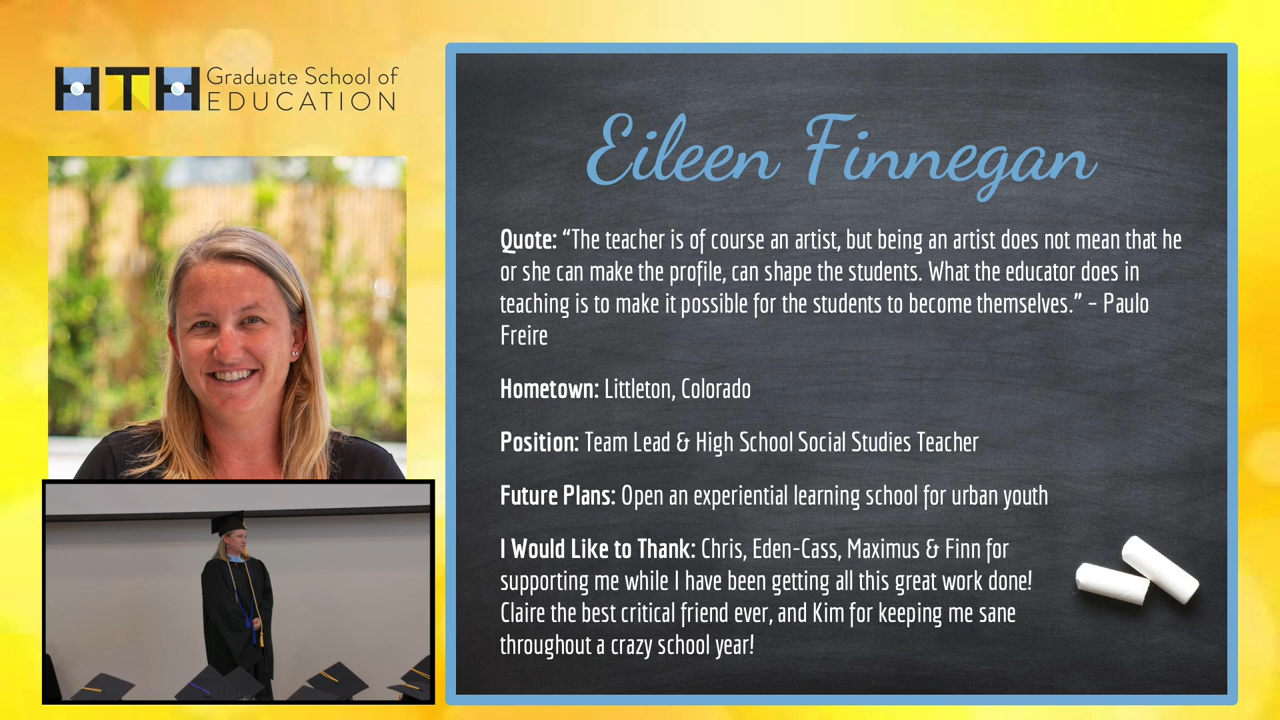 HTH Graduate School of
EDUCATION
Eileen Finnegan
Quote: “The teacher is of course an artist, but being an artist does not mean that he
or she can make the profile, can shape the students. What the educator does in
teaching is to make it possible for the students to become themselves.” – Paulo
Freire
Hometown: Littleton, Colorado
Position: Team Lead & High School Social Studies Teacher
Future Plans: Open an experiential learning school for urban youth
I Would Like to Thank: Chris, Eden-Cass, Maximus & Finn for
supporting me while I have been getting all this great work done!
Claire the best critical friend ever, and Kim for keeping me sane
throughout a crazy school year!